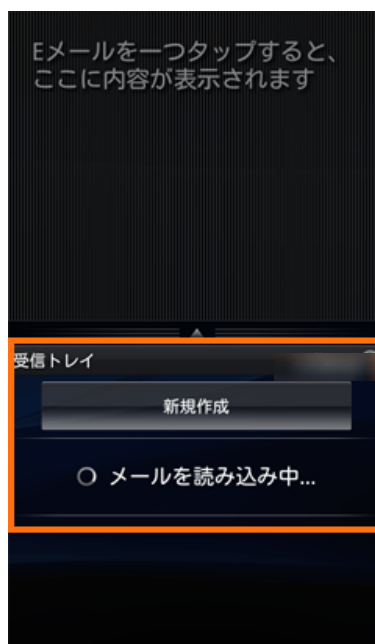 Eメールを一つタップすると、
ここに内容が表示されます
受信トレイ
新規作成
メールを読み込み中...